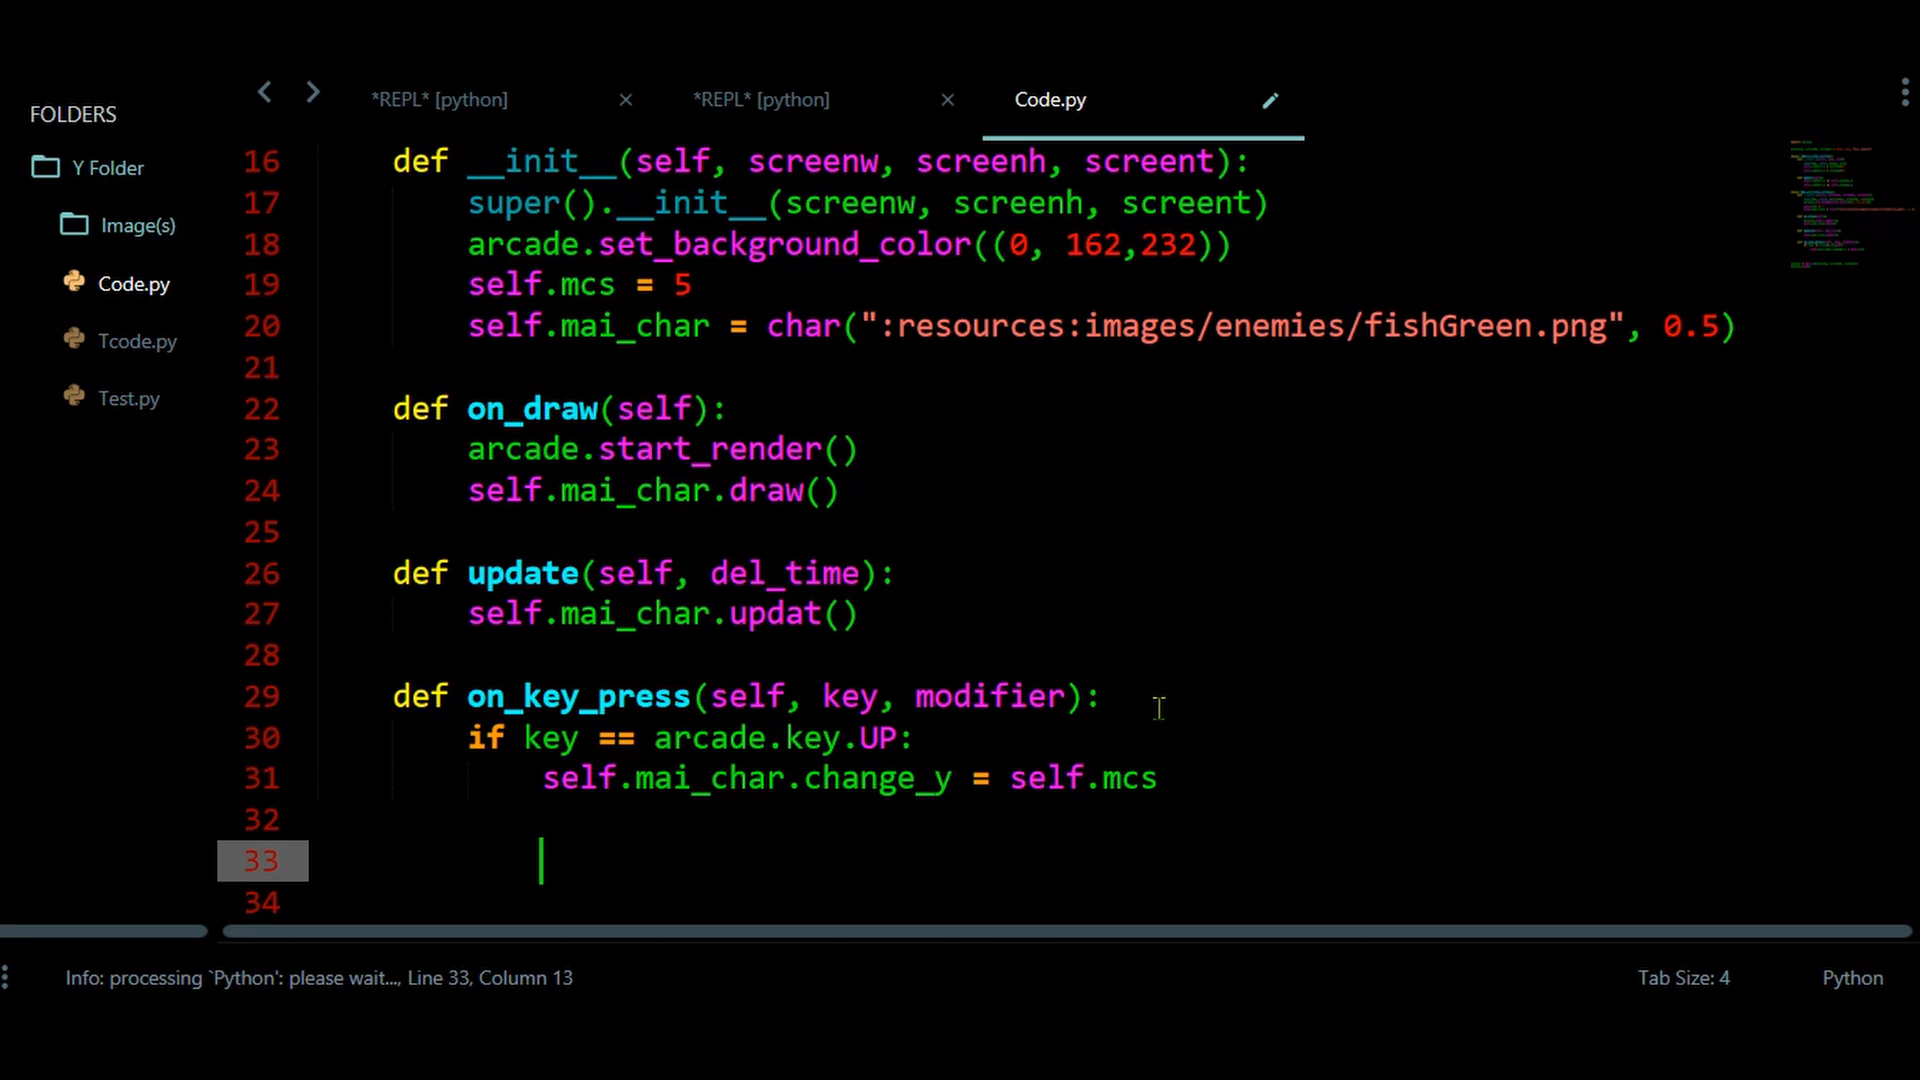 FOLDERS
Y Folder
Image(s)
Code.py
Tcode.py
Test.py
*REPL* [python]
*REPL* [python]
Code.py
16 def __init__(self, screenw, screenh, screent):
17 super().__init__(screenw, screenh, screent)
18 arcade.set_background_color((0, 162,232))
19 self.mcs = 5
20 self.mai_char = char(":resources:images/enemies/fishGreen.png", 0.5)
21
22 def on_draw(self):
23 arcade.start_render()
24 self.mai_char.draw()
25
26 def update(self, del_time):
27 self.mai_char.updat()
28
29 def on_key_press(self, key, modifier):
30 if key == arcade.key.UP:
31 self.mai_char.change_y = self.mcs
32
33
34
Info: processing `Python': please wait..., Line 33, Column 13
Tab Size: 4
Python